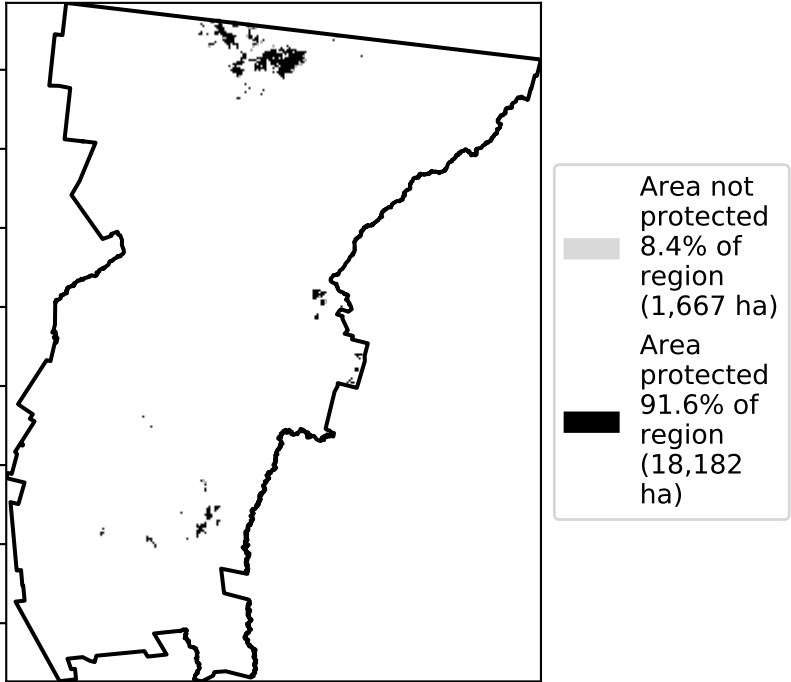 Area not
protected
8.4% of
region
(1,667 ha)
Area
protected
91.6% of
region
(18,182
ha)